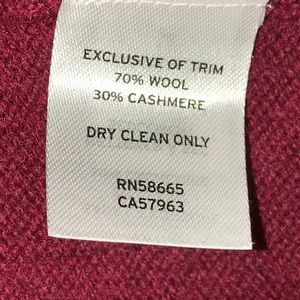 EXCLUSIVE OF TRIM
70% WOOL
30% CASHMERE
DRY CLEAN ONLY
RN58665
CA57963